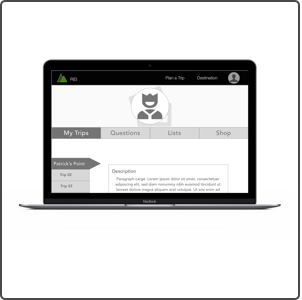 REI
Plan a Trip
Destination
My Trips
Questions
Lists
Shop
Patrick's Point
Trip 02
Trip 03
Description
Paragraph Large. Lorem ipsum dolor sit amet, consectetuer
adipiscing elit, sed diam nonummy nibh euismod tincidunt ut
laoreet dolore magna aliquam erat volutpat. Ut wisi enim ad
MacBook